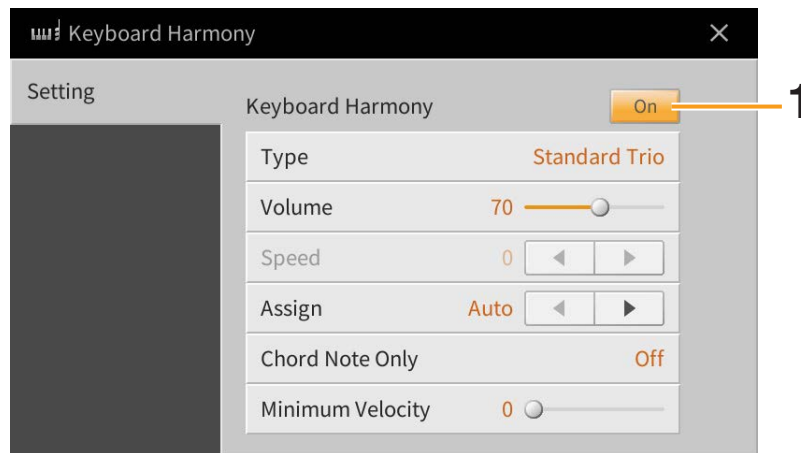 Keyboard Harmony
Setting
Keyboard Harmony On 1
Type Standard Trio
Volume 70
Speed 0
Assign Auto
Chord Note Only Off
Minimum Velocity 0